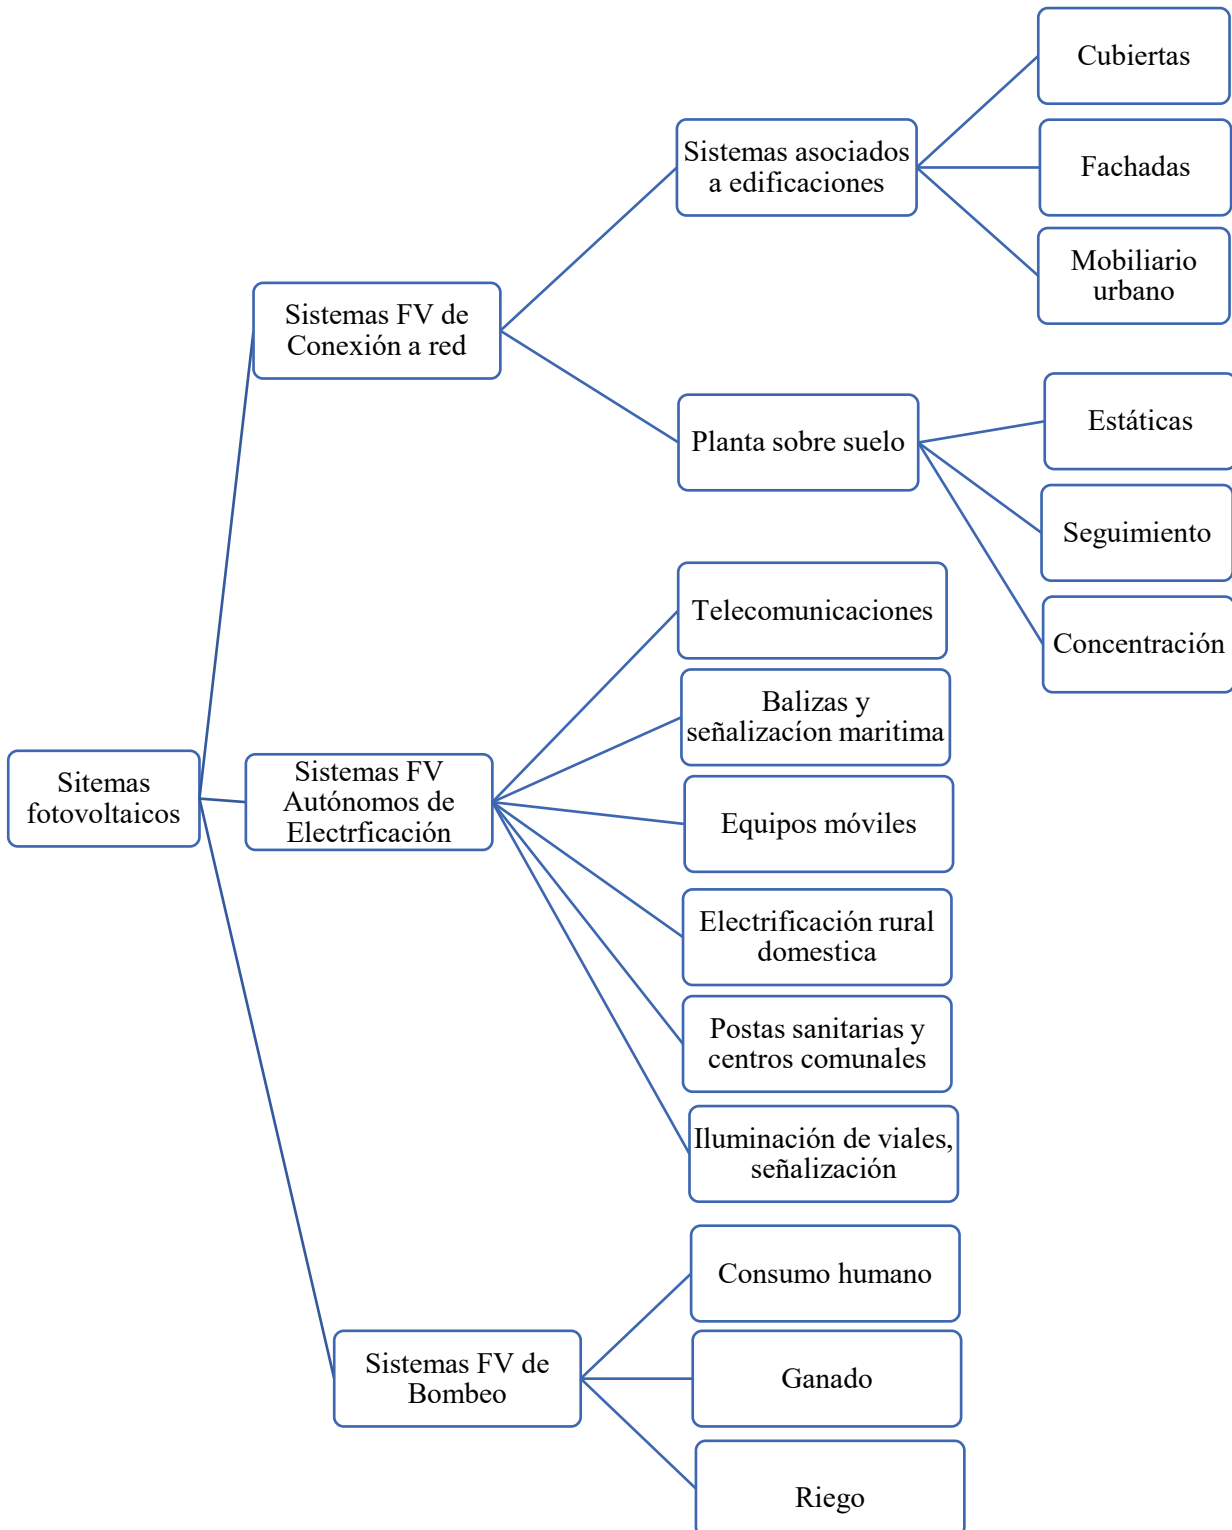 Sitemas
fotovoltaicos
Sistemas FV de
Conexión a red
Sistemas asociados
a edificaciones
Cubiertas
Fachadas
Mobiliario
urbano
Planta sobre suelo
Estáticas
Seguimiento
Concentración
Sistemas FV
Autónomos de
Electrficación
Telecomunicaciones
Balizas y
señalizacíon maritima
Equipos móviles
Electrificación rural
domestica
Postas sanitarias y
centros comunales
Iluminación de viales,
señalización
Sistemas FV de
Bombeo
Consumo humano
Ganado
Riego